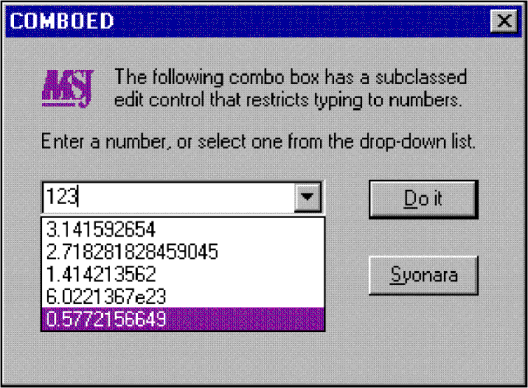 COMBOED
MSJ
The following combo box has a subclassed
edit control that restricts typing to numbers.
Enter a number, or select one from the drop-down list.
123
Do it
3.141592654
2.718281828459045
1.414213562
6.0221367e23
0.5772156649
Syonara